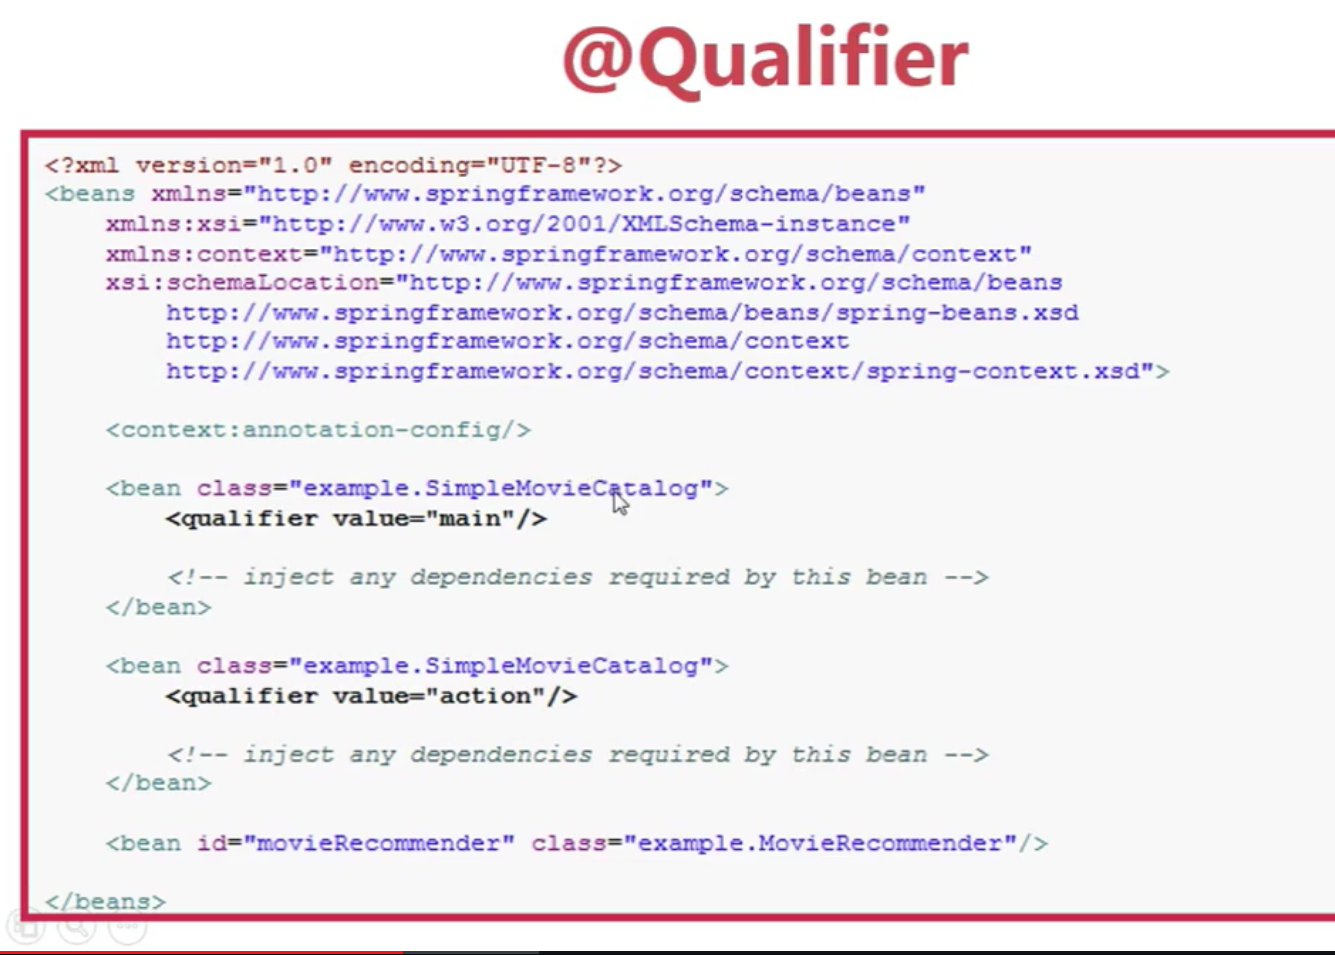 @Qualifier
<?xml version="1.0" encoding="UTF-8"?>
<beans xmlns="http://www.springframework.org/schema/beans"
xmlns:xsi="http://www.w3.org/2001/XMLSchema-instance"
xmlns:context="http://www.springframework.org/schema/context"
xsi:schemaLocation="http://www.springframework.org/schema/beans
http://www.springframework.org/schema/beans/spring-beans.xsd
http://www.springframework.org/schema/context
http://www.springframework.org/schema/context/spring-context.xsd">
<context:annotation-config/>
<bean class="example.SimpleMovieCatalog">
<qualifier value="main"/>
<!-- inject any dependencies required by this bean -->
</bean>
<bean class="example.SimpleMovieCatalog">
<qualifier value="action"/>
<!-- inject any dependencies required by this bean -->
</bean>
<bean id="movieRecommender" class="example.MovieRecommender"/>
</beans>